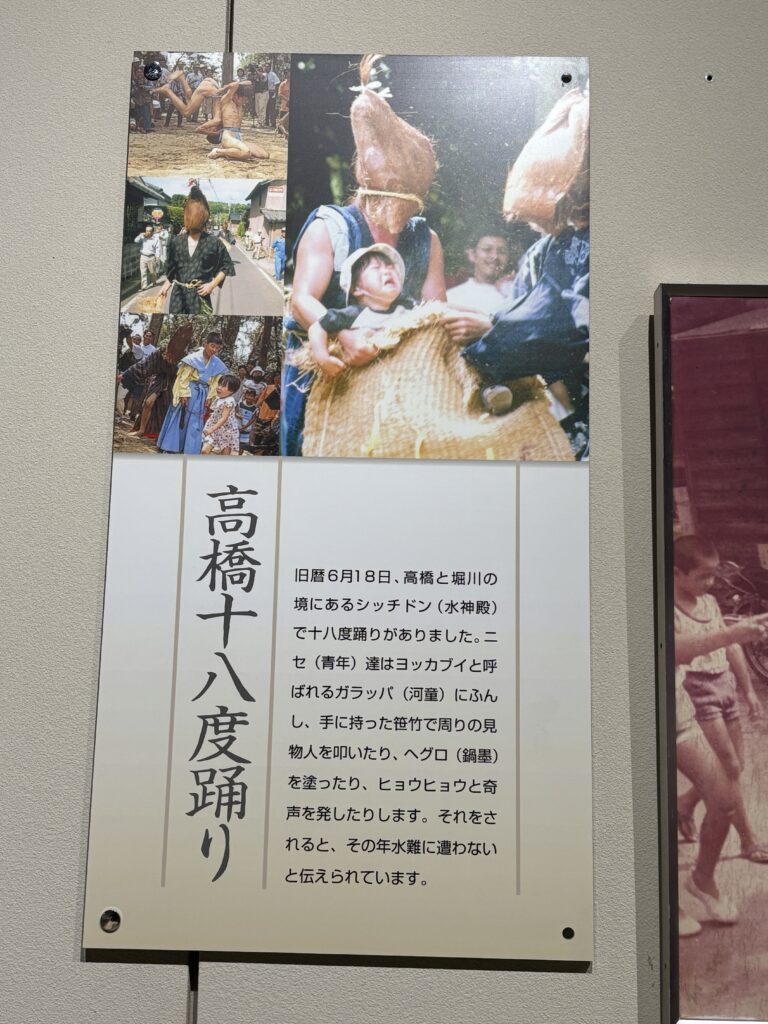 高橋十八度踊り
旧暦6月18日、高橋と堀川の
境にあるシッチドン（水神殿）
で十八度踊りがありました。ニ
セ（青年）達はヨッカブイと呼
ばれるガラッパ（河童）にふん
し、手に持った笹竹で周りの見
物人を叩いたり、ヘグロ（鍋墨）
を塗ったり、ヒョウヒョウと奇
声を発したりします。それをさ
れると、その年水難に遭わない
と伝えられています。